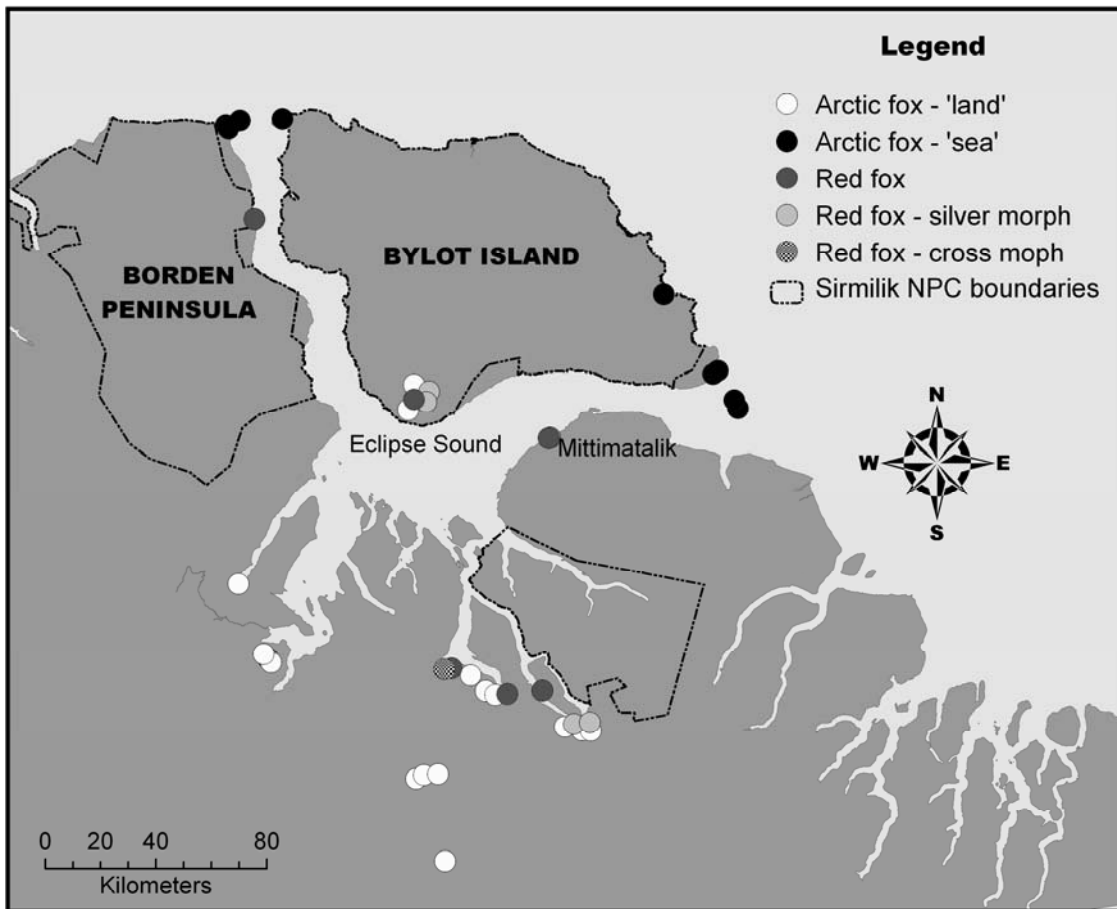 Legend
Arctic fox - 'land'
Arctic fox - 'sea'
Red fox
Red fox - silver morph
Red fox - cross moph
Sirmilik NPC boundaries
BORDEN
PENINSULA
BYLOT ISLAND
Eclipse Sound
Mittimatalik
N
W E
S
0 20 40 80
Kilometers